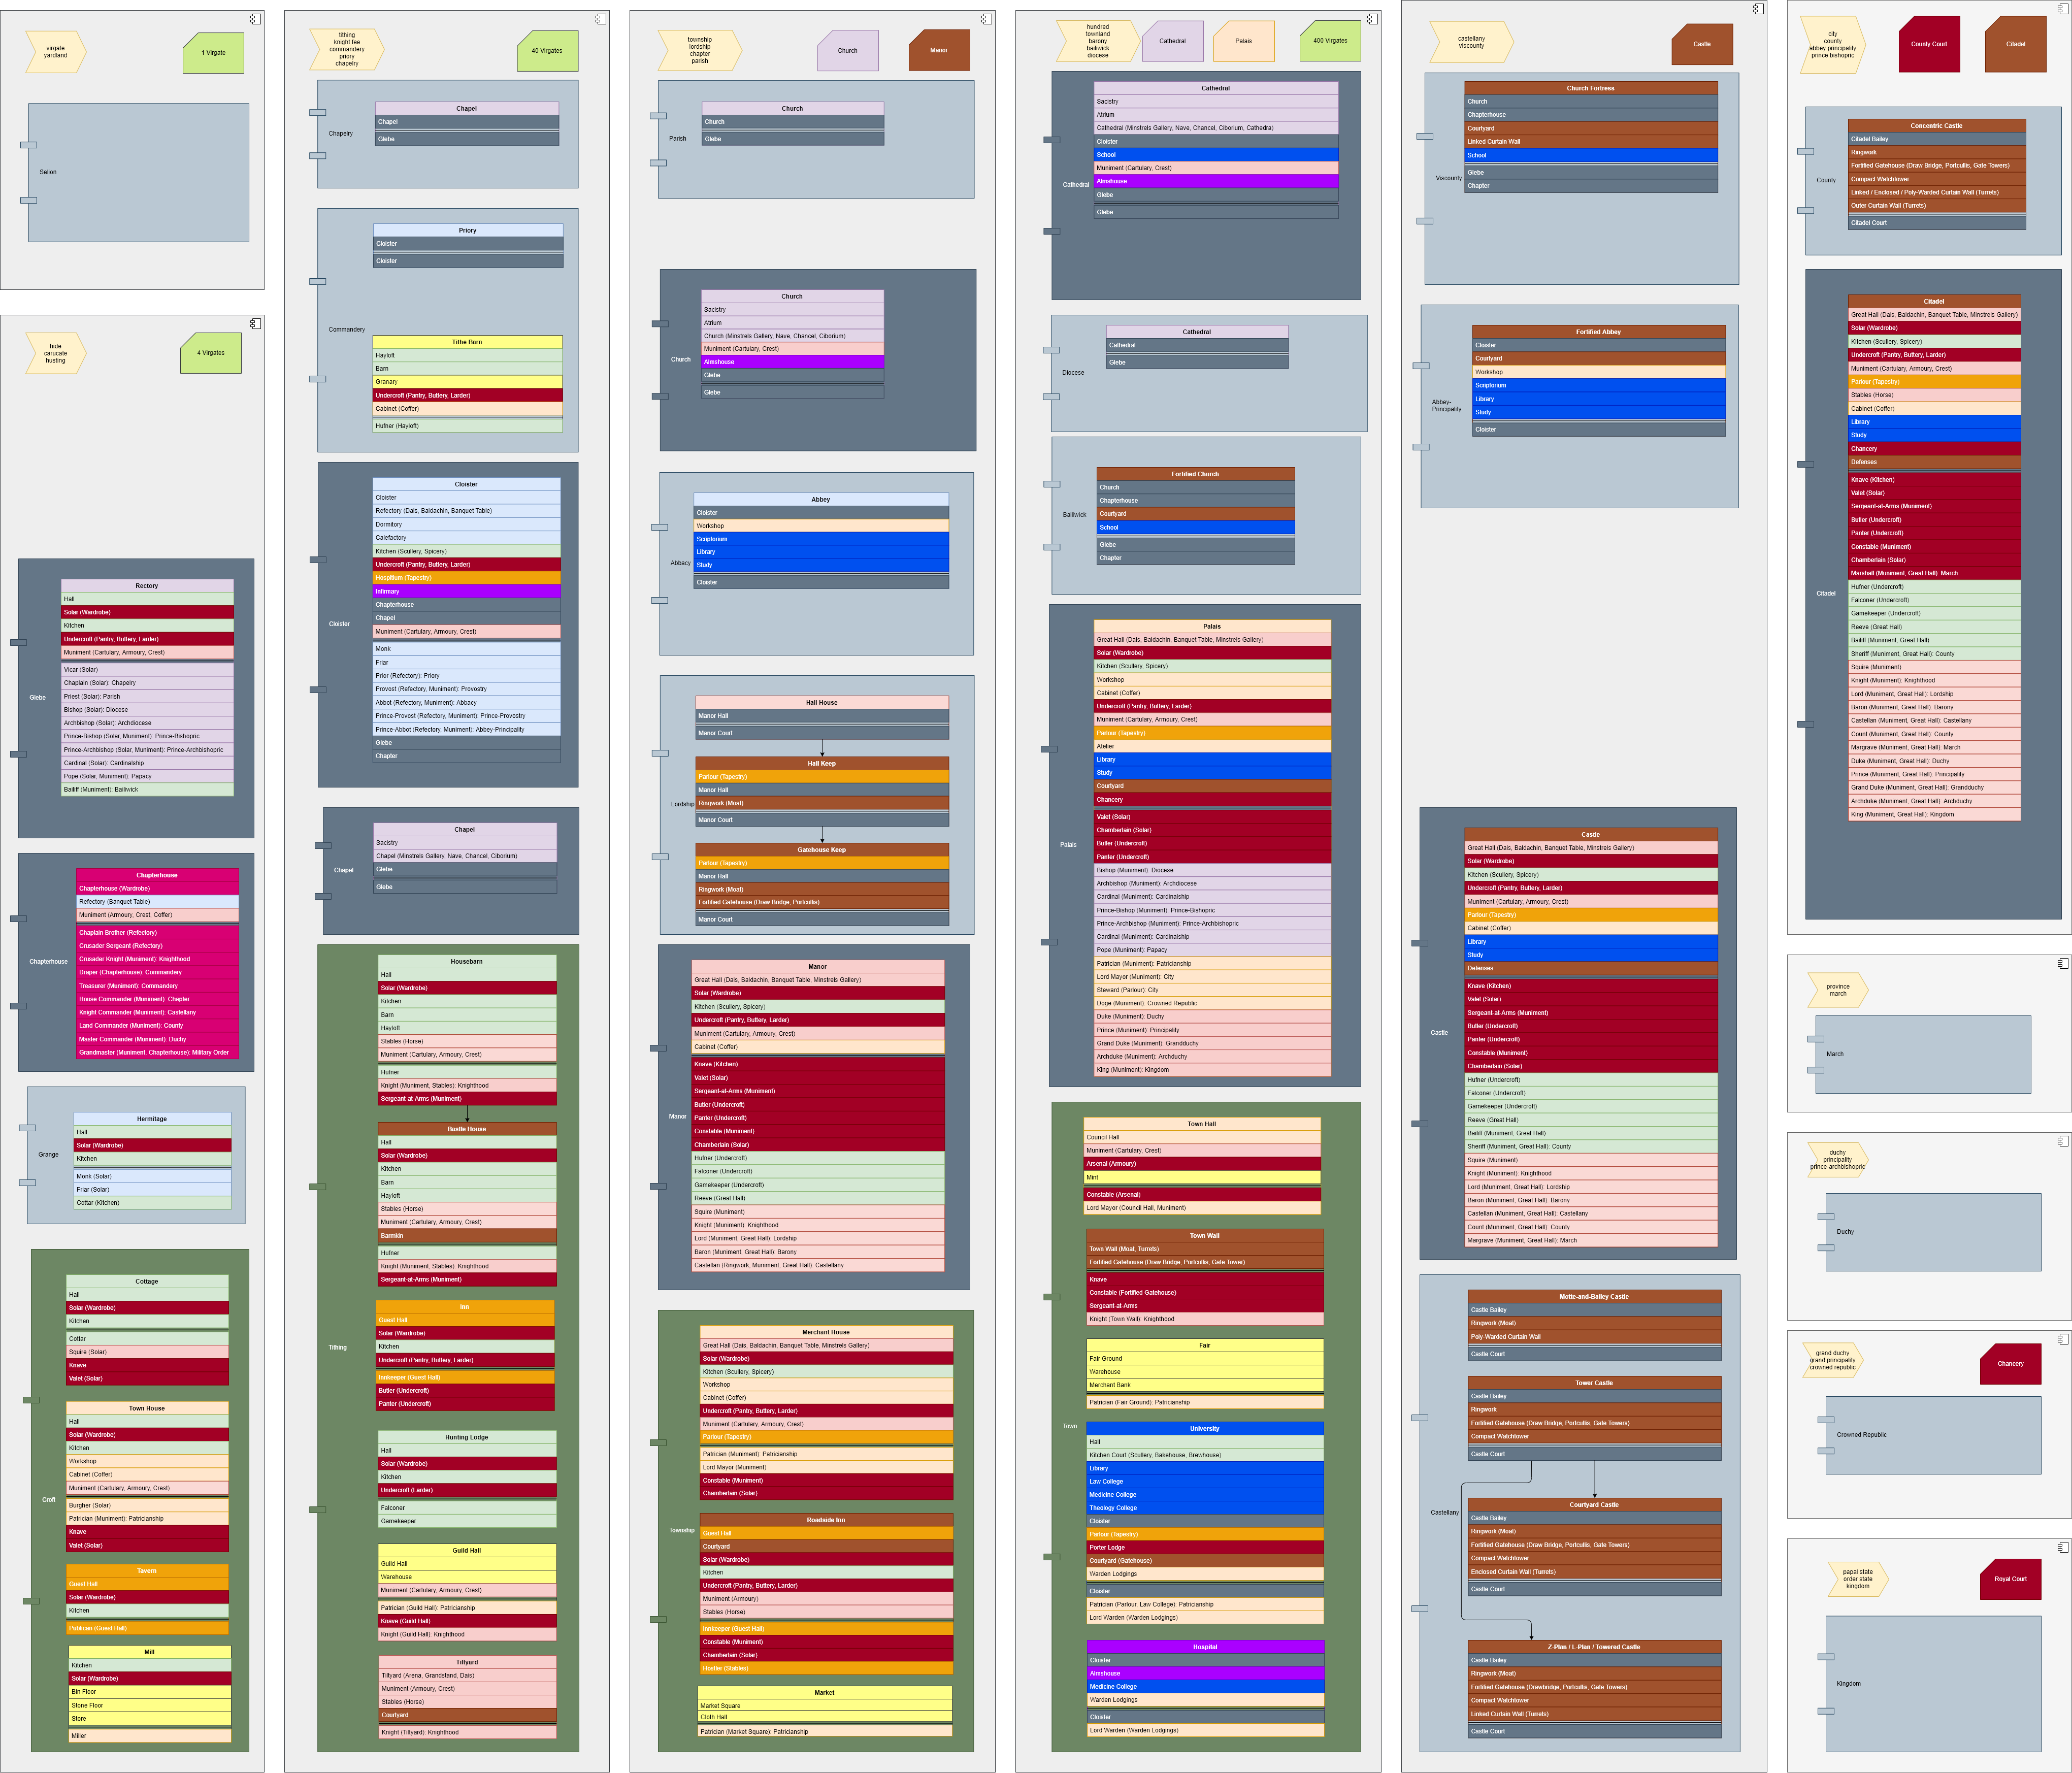 virgate
yardland
1 Virgate
Selion
hide
carucate
husting
4 Virgates
Glebe
Rectory
Hall
Solar (Wardrobe)
Kitchen
Undercroft (Pantry, Buttery, Larder)
Muniment (Cartulary, Armoury, Crest)
Vicar (Solar)
Chaplain (Solar): Chapelry
Priest (Solar): Parish
Bishop (Solar): Diocese
Archbishop (Solar): Archdiocese
Prince-Bishop (Solar, Muniment): Prince-Bishopric
Prince-Archbishop (Solar, Muniment): Prince-Archbishopric
Cardinal (Solar): Cardinalship
Pope (Solar, Muniment): Papacy
Bailiff (Muniment): Bailiwick
Chapterhouse
Chapterhouse
Chapterhouse (Wardrobe)
Refectory (Banquet Table)
Muniment (Armoury, Crest, Coffer)
Chaplain Brother (Refectory)
Crusader Sergeant (Refectory)
Crusader Knight (Muniment): Knighthood
Draper (Chapterhouse): Commandery
Treasurer (Muniment): Commandery
House Commander (Muniment): Chapter
Knight Commander (Muniment): Castellany
Land Commander (Muniment): County
Master Commander (Muniment): Duchy
Grandmaster (Muniment, Chapterhouse): Military Order
Grange
Hermitage
Hall
Solar (Wardrobe)
Kitchen
Monk (Solar)
Friar (Solar)
Cottar (Kitchen)
Croft
Cottage
Hall
Solar (Wardrobe)
Kitchen
Cottar
Squire (Solar)
Knave
Valet (Solar)
Town House
Hall
Solar (Wardrobe)
Kitchen
Workshop
Cabinet (Coffer)
Muniment (Cartulary, Armoury, Crest)
Burgher (Solar)
Patrician (Muniment): Patricianship
Knave
Valet (Solar)
Tavern
Guest Hall
Solar (Wardrobe)
Kitchen
Publican (Guest Hall)
Mill
Kitchen
Solar (Wardrobe)
Bin Floor
Stone Floor
Store
Miller
tithing
knight fee
commandery
priory
chapelry
40 Virgates
Chapelry
Chapel
Chapel
Glebe
Commandery
Priory
Cloister
Cloister
Tithe Barn
Hayloft
Barn
Granary
Undercroft (Pantry, Buttery, Larder)
Cabinet (Coffer)
Hufner (Hayloft)
Cloister
Cloister
Cloister
Refectory (Dais, Baldachin, Banquet Table)
Dormitory
Calefactory
Kitchen (Scullery, Spicery)
Undercroft (Pantry, Buttery, Larder)
Hospitium (Tapestry)
Infirmary
Chapterhouse
Chapel
Muniment (Cartulary, Armoury, Crest)
Monk
Friar
Prior (Refectory): Priory
Provost (Refectory, Muniment): Provostry
Abbot (Refectory, Muniment): Abbacy
Prince-Provost (Refectory, Muniment): Prince-Provostry
Prince-Abbot (Refectory, Muniment): Abbey-Principality
Glebe
Chapter
Chapel
Chapel
Sacistry
Chapel (Minstrels Gallery, Nave, Chancel, Ciborium)
Glebe
Glebe
Tithing
Housebarn
Hall
Solar (Wardrobe)
Kitchen
Barn
Hayloft
Stables (Horse)
Muniment (Cartulary, Armoury, Crest)
Hufner
Knight (Muniment, Stables): Knighthood
Sergeant-at-Arms (Muniment)
Bastle House
Hall
Solar (Wardrobe)
Kitchen
Barn
Hayloft
Stables (Horse)
Muniment (Cartulary, Armoury, Crest)
Barmkin
Hufner
Knight (Muniment, Stables): Knighthood
Sergeant-at-Arms (Muniment)
Inn
Guest Hall
Solar (Wardrobe)
Kitchen
Undercroft (Pantry, Buttery, Larder)
Innkeeper (Guest Hall)
Butler (Undercroft)
Panter (Undercroft)
Hunting Lodge
Hall
Solar (Wardrobe)
Kitchen
Undercroft (Larder)
Falconer
Gamekeeper
Guild Hall
Guild Hall
Warehouse
Muniment (Cartulary, Armoury, Crest)
Patrician (Guild Hall): Patricianship
Knave (Guild Hall)
Knight (Guild Hall): Knighthood
Tiltyard
Tiltyard (Arena, Grandstand, Dais)
Muniment (Armoury, Crest)
Stables (Horse)
Courtyard
Knight (Tiltyard): Knighthood
township
lordship
chapter
parish
Church
Manor
Parish
Church
Church
Glebe
Church
Church
Sacistry
Atrium
Church (Minstrels Gallery, Nave, Chancel, Ciborium)
Muniment (Cartulary, Crest)
Almshouse
Glebe
Glebe
Abbacy
Abbey
Cloister
Workshop
Scriptorium
Library
Study
Cloister
Lordship
Hall House
Manor Hall
Manor Court
Hall Keep
Parlour (Tapestry)
Manor Hall
Ringwork (Moat)
Manor Court
Gatehouse Keep
Parlour (Tapestry)
Manor Hall
Ringwork (Moat)
Fortified Gatehouse (Draw Bridge, Portcullis)
Manor Court
Manor
Manor
Great Hall (Dais, Baldachin, Banquet Table, Minstrels Gallery)
Solar (Wardrobe)
Kitchen (Scullery, Spicery)
Undercroft (Pantry, Buttery, Larder)
Muniment (Cartulary, Armoury, Crest)
Cabinet (Coffer)
Knave (Kitchen)
Valet (Solar)
Sergeant-at-Arms (Muniment)
Butler (Undercroft)
Panter (Undercroft)
Constable (Muniment)
Chamberlain (Solar)
Hufner (Undercroft)
Falconer (Undercroft)
Gamekeeper (Undercroft)
Reeve (Great Hall)
Squire (Muniment)
Knight (Muniment): Knighthood
Lord (Muniment, Great Hall): Lordship
Baron (Muniment, Great Hall): Barony
Castellan (Ringwork, Muniment, Great Hall): Castellany
Township
Merchant House
Great Hall (Dais, Baldachin, Banquet Table, Minstrels Gallery)
Solar (Wardrobe)
Kitchen (Scullery, Spicery)
Workshop
Cabinet (Coffer)
Undercroft (Pantry, Buttery, Larder)
Muniment (Cartulary, Armoury, Crest)
Parlour (Tapestry)
Patrician (Muniment): Patricianship
Lord Mayor (Muniment)
Constable (Muniment)
Chamberlain (Solar)
Roadside Inn
Guest Hall
Courtyard
Solar (Wardrobe)
Kitchen
Undercroft (Pantry, Buttery, Larder)
Muniment (Armoury)
Stables (Horse)
Innkeeper (Guest Hall)
Constable (Muniment)
Chamberlain (Solar)
Hostler (Stables)
Market
Market Square
Cloth Hall
Patrician (Market Square): Patricianship
hundred
townland
barony
bailiwick
diocese
Cathedral
Palais
400 Virgates
Cathedral
Cathedral
Sacistry
Atrium
Cathedral (Minstrels Gallery, Nave, Chancel, Ciborium, Cathedra)
Cloister
School
Muniment (Cartulary, Crest)
Almshouse
Glebe
Glebe
Diocese
Cathedral
Cathedral
Glebe
Bailiwick
Fortified Church
Church
Chapterhouse
Courtyard
School
Glebe
Chapter
Palais
Palais
Great Hall (Dais, Baldachin, Banquet Table, Minstrels Gallery)
Solar (Wardrobe)
Kitchen (Scullery, Spicery)
Workshop
Cabinet (Coffer)
Undercroft (Pantry, Buttery, Larder)
Muniment (Cartulary, Armoury, Crest)
Parlour (Tapestry)
Atelier
Library
Study
Courtyard
Chancery
Valet (Solar)
Chamberlain (Solar)
Butler (Undercroft)
Panter (Undercroft)
Bishop (Muniment): Diocese
Archbishop (Muniment): Archdiocese
Cardinal (Muniment): Cardinalship
Prince-Bishop (Muniment): Prince-Bishopric
Prince-Archbishop (Muniment): Prince-Archbishopric
Cardinal (Muniment): Cardinalship
Pope (Muniment): Papacy
Patrician (Muniment): Patricianship
Lord Mayor (Muniment): City
Steward (Parlour): City
Doge (Muniment): Crowned Republic
Duke (Muniment): Duchy
Prince (Muniment): Principality
Grand Duke (Muniment): Grandduchy
Archduke (Muniment): Archduchy
King (Muniment): Kingdom
Town
Town Hall
Council Hall
Muniment (Cartulary, Crest)
Arsenal (Armoury)
Mint
Constable (Arsenal)
Lord Mayor (Council Hall, Muniment)
Town Wall
Town Wall (Moat, Turrets)
Fortified Gatehouse (Draw Bridge, Portcullis, Gate Tower)
Knave
Constable (Fortified Gatehouse)
Sergeant-at-Arms
Knight (Town Wall): Knighthood
Fair
Fair Ground
Warehouse
Merchant Bank
Patrician (Fair Ground): Patricianship
University
Hall
Kitchen Court (Scullery, Bakehouse, Brewhouse)
Library
Law College
Medicine College
Theology College
Cloister
Parlour (Tapestry)
Porter Lodge
Courtyard (Gatehouse)
Warden Lodgings
Cloister
Patrician (Parlour, Law College): Patricianship
Lord Warden (Warden Lodgings)
Hospital
Cloister
Almshouse
Medicine College
Warden Lodgings
Cloister
Lord Warden (Warden Lodgings)
castellany
viscounty
Castle
Viscounty
Church Fortress
Church
Chapterhouse
Courtyard
Linked Curtain Wall
School
Glebe
Chapter
Abbey-
Principality
Fortified Abbey
Cloister
Courtyard
Workshop
Scriptorium
Library
Study
Cloister
Castle
Castle
Great Hall (Dais, Baldachin, Banquet Table, Minstrels Gallery)
Solar (Wardrobe)
Kitchen (Scullery, Spicery)
Undercroft (Pantry, Buttery, Larder)
Muniment (Cartulary, Armoury, Crest)
Parlour (Tapestry)
Cabinet (Coffer)
Library
Study
Defenses
Knave (Kitchen)
Valet (Solar)
Sergeant-at-Arms (Muniment)
Butler (Undercroft)
Panter (Undercroft)
Constable (Muniment)
Chamberlain (Solar)
Hufner (Undercroft)
Falconer (Undercroft)
Gamekeeper (Undercroft)
Reeve (Great Hall)
Bailiff (Muniment, Great Hall)
Sheriff (Muniment, Great Hall): County
Squire (Muniment)
Knight (Muniment): Knighthood
Lord (Muniment, Great Hall): Lordship
Baron (Muniment, Great Hall): Barony
Castellan (Muniment, Great Hall): Castellany
Count (Muniment, Great Hall): County
Margrave (Muniment, Great Hall): March
Castellany
Motte-and-Bailey Castle
Castle Bailey
Ringwork (Moat)
Poly-Warded Curtain Wall
Castle Court
Tower Castle
Castle Bailey
Ringwork
Fortified Gatehouse (Draw Bridge, Portcullis, Gate Towers)
Compact Watchtower
Castle Court
Courtyard Castle
Castle Bailey
Ringwork (Moat)
Fortified Gatehouse (Draw Bridge, Portcullis, Gate Towers)
Compact Watchtower
Enclosed Curtain Wall (Turrets)
Castle Court
Z-Plan / L-Plan / Towered Castle
Castle Bailey
Ringwork (Moat)
Fortified Gatehouse (Drawbridge, Portcullis, Gate Towers)
Compact Watchtower
Linked Curtain Wall (Turrets)
Castle Court
city
county
abbey principality
prince bishopric
County Court
Citadel
County
Concentric Castle
Citadel Bailey
Ringwork
Fortified Gatehouse (Draw Bridge, Portcullis, Gate Towers)
Compact Watchtower
Linked / Enclosed / Poly-Warded Curtain Wall (Turrets)
Outer Curtain Wall (Turrets)
Citadel Court
Citadel
Citadel
Great Hall (Dais, Baldachin, Banquet Table, Minstrels Gallery)
Solar (Wardrobe)
Kitchen (Scullery, Spicery)
Undercroft (Pantry, Buttery, Larder)
Muniment (Cartulary, Armoury, Crest)
Parlour (Tapestry)
Stables (Horse)
Cabinet (Coffer)
Library
Study
Chancery
Defenses
Knave (Kitchen)
Valet (Solar)
Sergeant-at-Arms (Muniment)
Butler (Undercroft)
Panter (Undercroft)
Constable (Muniment)
Chamberlain (Solar)
Marshall (Muniment, Great Hall): March
Hufner (Undercroft)
Falconer (Undercroft)
Gamekeeper (Undercroft)
Reeve (Great Hall)
Bailiff (Muniment, Great Hall)
Sheriff (Muniment, Great Hall): County
Squire (Muniment)
Knight (Muniment): Knighthood
Lord (Muniment, Great Hall): Lordship
Baron (Muniment, Great Hall): Barony
Castellan (Muniment, Great Hall): Castellany
Count (Muniment, Great Hall): County
Margrave (Muniment, Great Hall): March
Duke (Muniment, Great Hall): Duchy
Prince (Muniment, Great Hall): Principality
Grand Duke (Muniment, Great Hall): Grandduchy
Archduke (Muniment, Great Hall): Archduchy
King (Muniment, Great Hall): Kingdom
province
march
March
duchy
principality
prince-archbishopric
Duchy
grand duchy
grand principality
crowned republic
Chancery
Crowned Republic
papal state
order state
kingdom
Royal Court
Kingdom